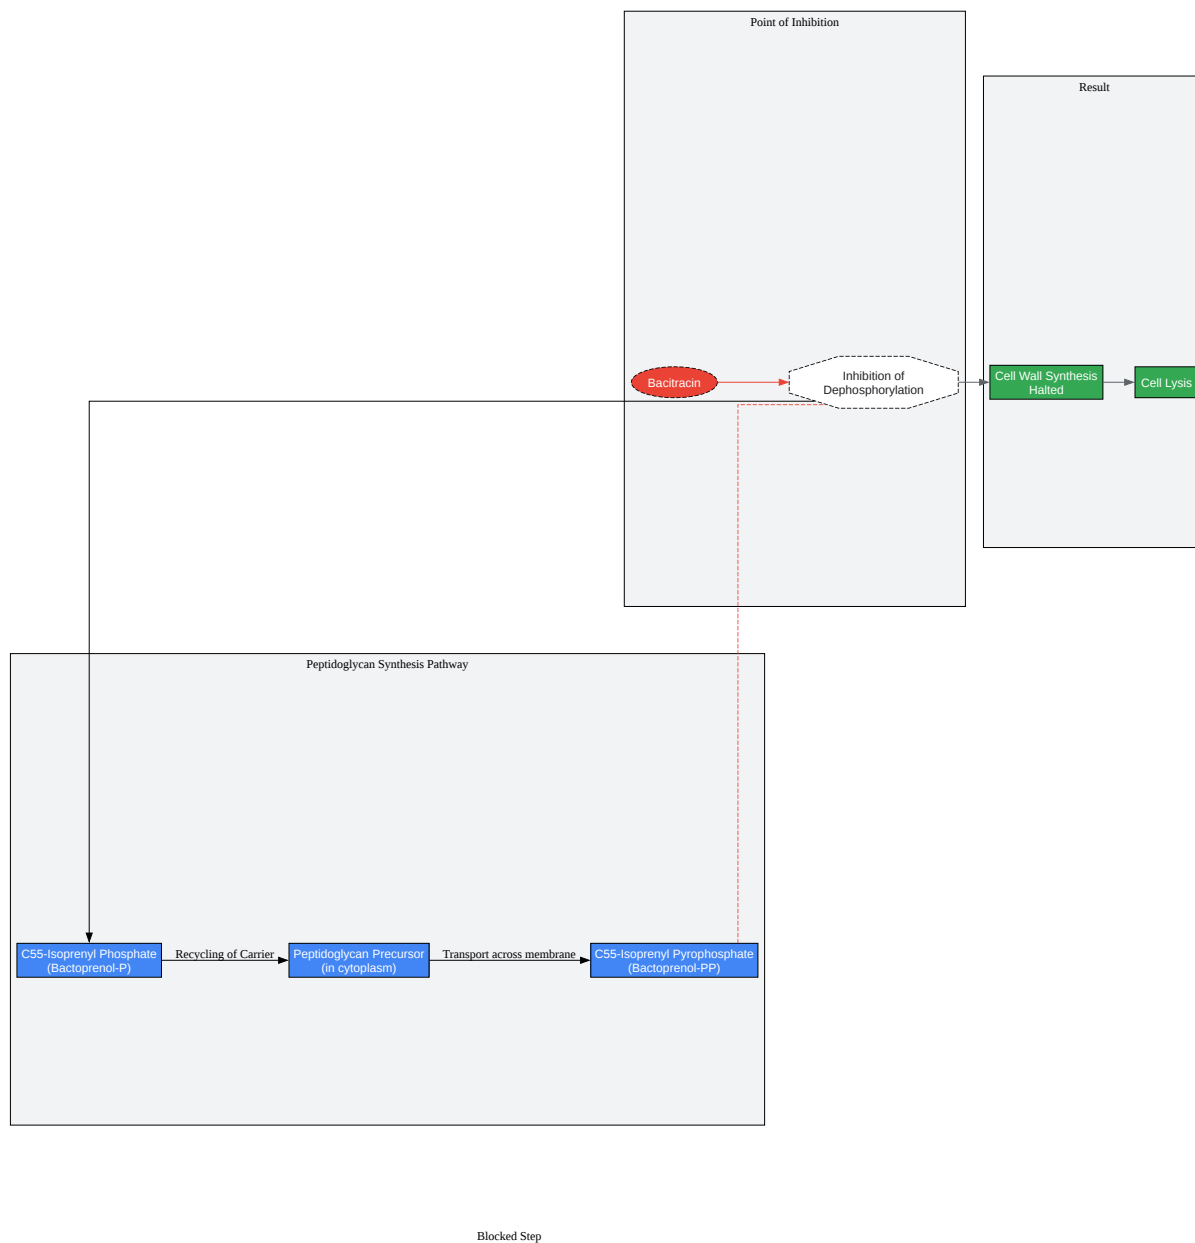 Point of Inhibition
Result
Bacitracin
Inhibition of
Dephosphorylation
Cell Wall Synthesis
Halted
Cell Lysis
Peptidoglycan Synthesis Pathway
C55-Isoprenyl Phosphate
(Bactoprenol-P)
Recycling of Carrier
Peptidoglycan Precursor
(in cytoplasm)
Transport across membrane
C55-Isoprenyl Pyrophosphate
(Bactoprenol-PP)
Blocked Step